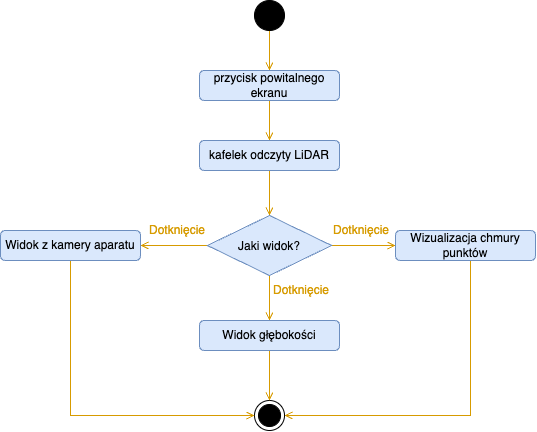 przycisk powitalnego
ekranu
kafelek odczyty LiDAR
Dotknięcie
Dotknięcie
Widok z kamery aparatu
Jaki widok?
Wizualizacja chmury
punktów
Dotknięcie
Widok głębokości